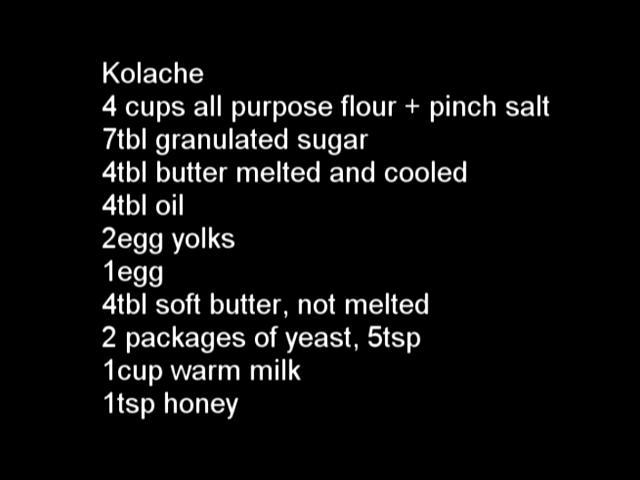 Kolache
4 cups all purpose flour + pinch salt
7tbl granulated sugar
4tbl butter melted and cooled
4tbl oil
2egg yolks
1egg
4tbl soft butter, not melted
2 packages of yeast, 5tsp
1cup warm milk
1tsp honey